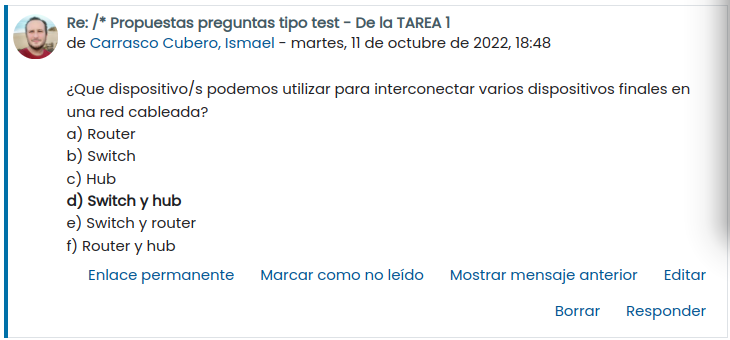 Re: /* Propuestas preguntas tipo test - De la TAREA 1
de Carrasco Cubero, Ismael - martes, 11 de octubre de 2022, 18:48
¿Que dispositivo/s podemos utilizar para interconectar varios dispositivos finales en
una red cableada?
a) Router
b) Switch
c) Hub
d) Switch y hub
e) Switch y router
f) Router y hub
Enlace permanente Marcar como no leído Mostrar mensaje anterior Editar
Borrar Responder